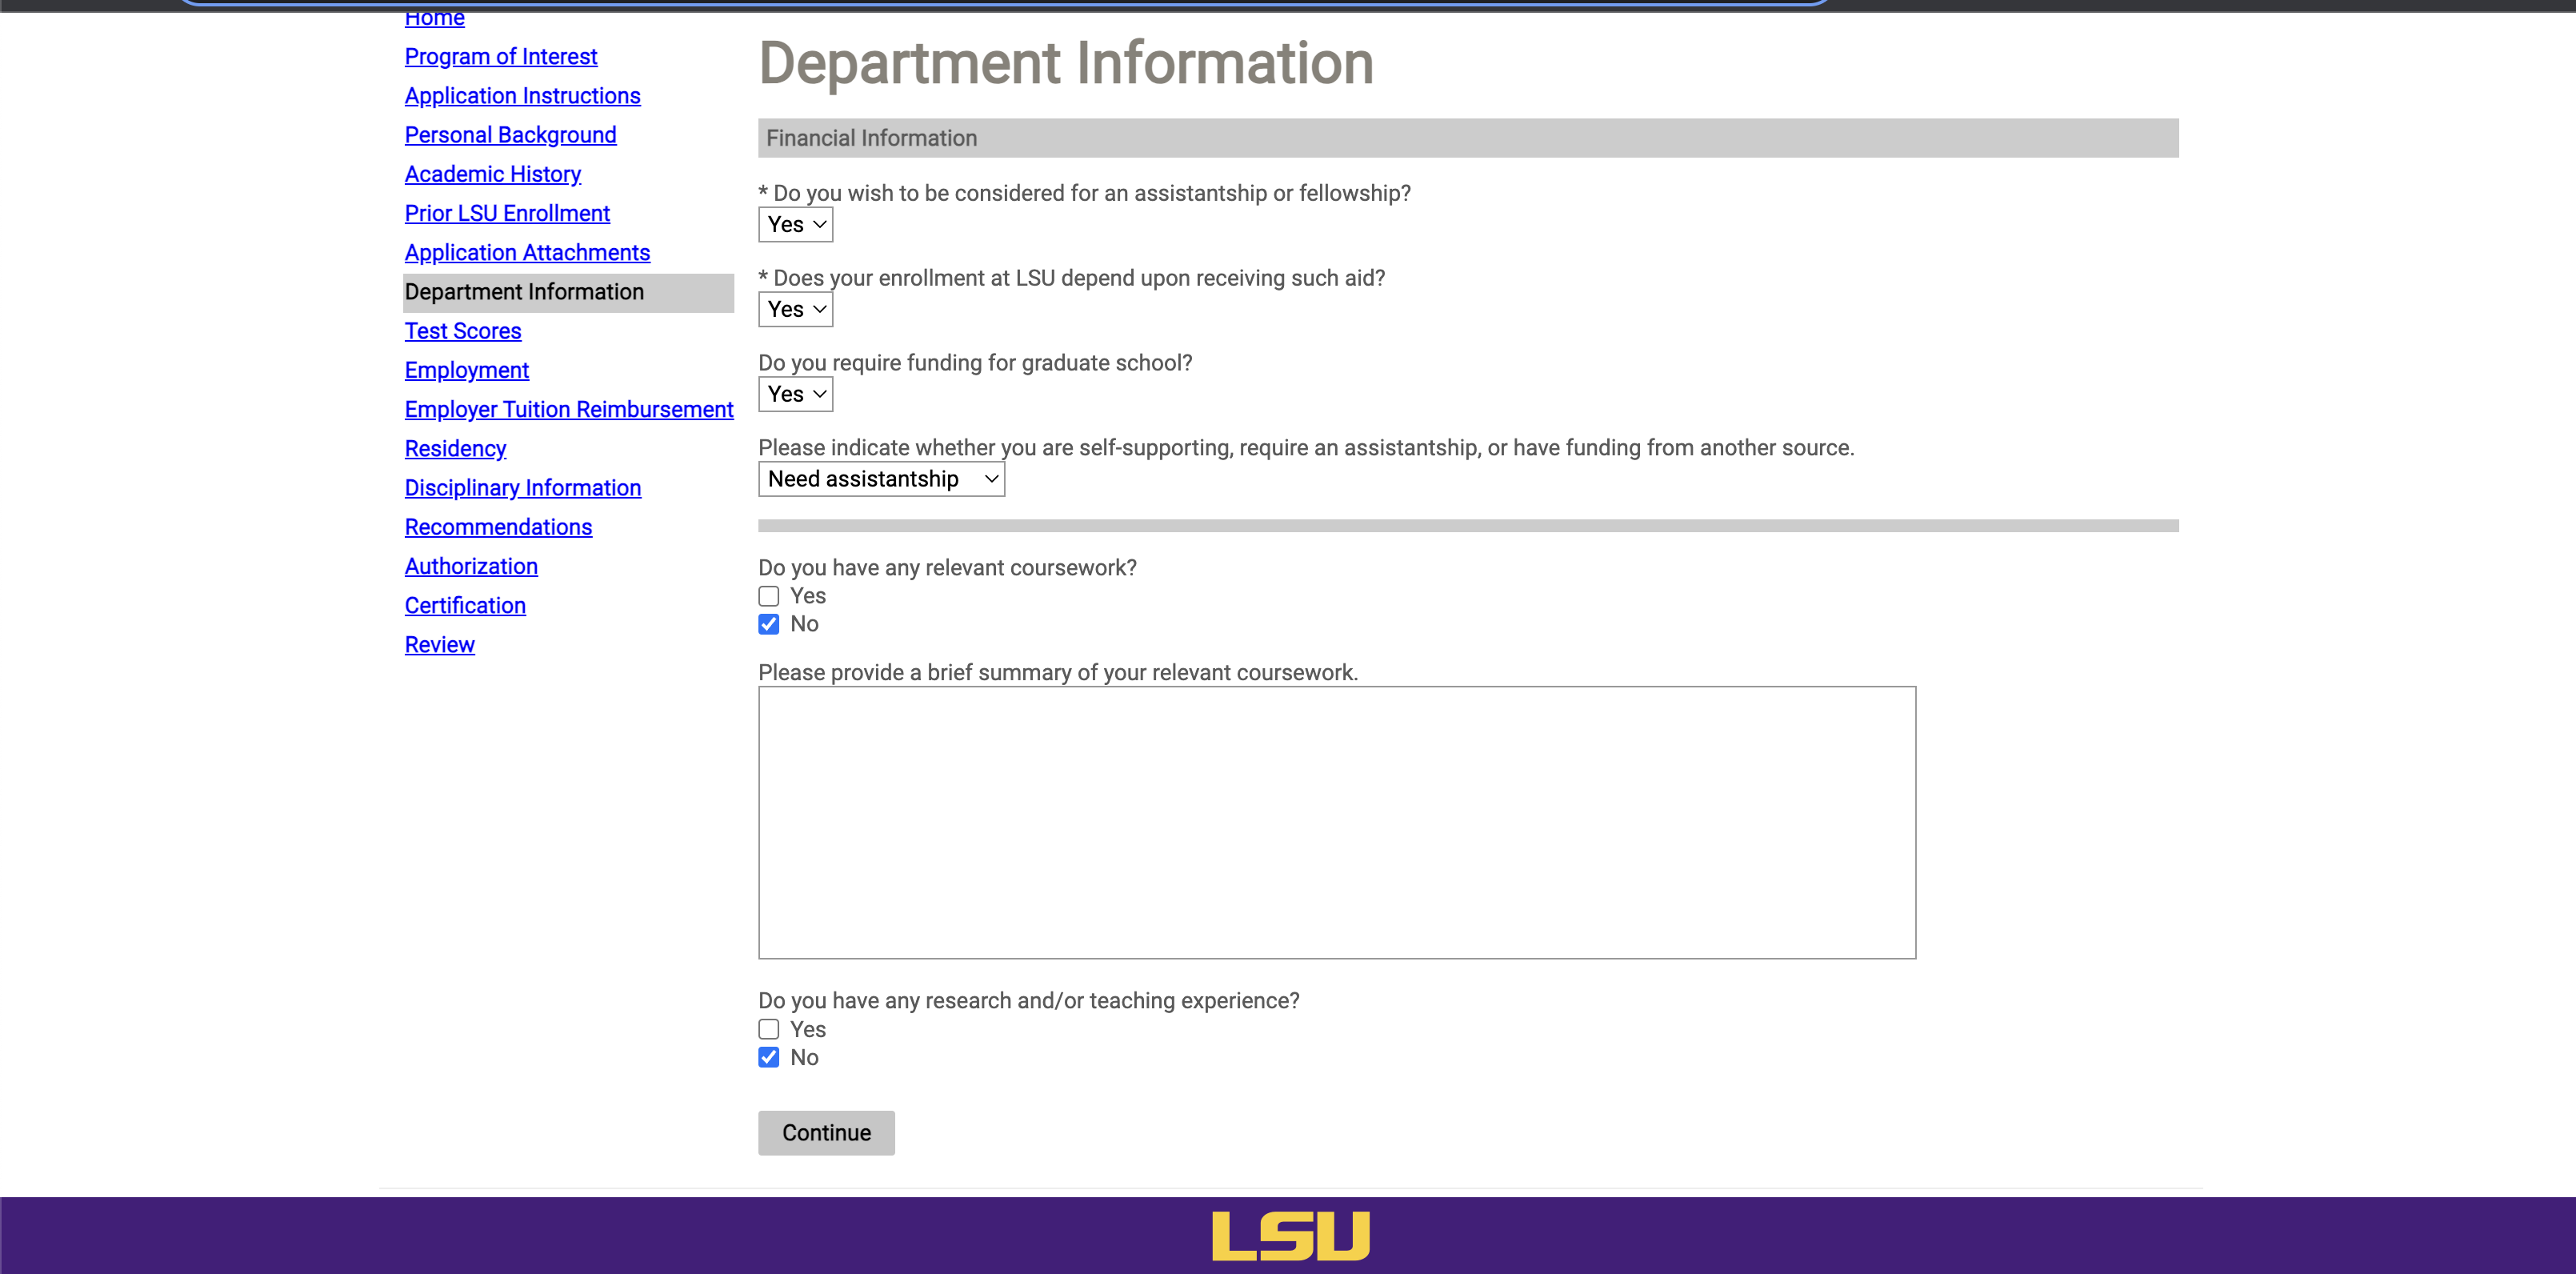 Home
Program of Interest
Application Instructions
Personal Background
Academic History
Prior LSU Enrollment
Application Attachments
Department Information
Test Scores
Employment
Employer Tuition Reimbursement
Residency
Disciplinary Information
Recommendations
Authorization
Certification
Review
Department Information
Financial Information
* Do you wish to be considered for an assistantship or fellowship?
Yes
* Does your enrollment at LSU depend upon receiving such aid?
Yes
Do you require funding for graduate school?
Yes
Please indicate whether you are self-supporting, require an assistantship, or have funding from another source.
Need assistantship
Do you have any relevant coursework?
Yes
No
Please provide a brief summary of your relevant coursework.
Do you have any research and/or teaching experience?
Yes
No
Continue
LSU